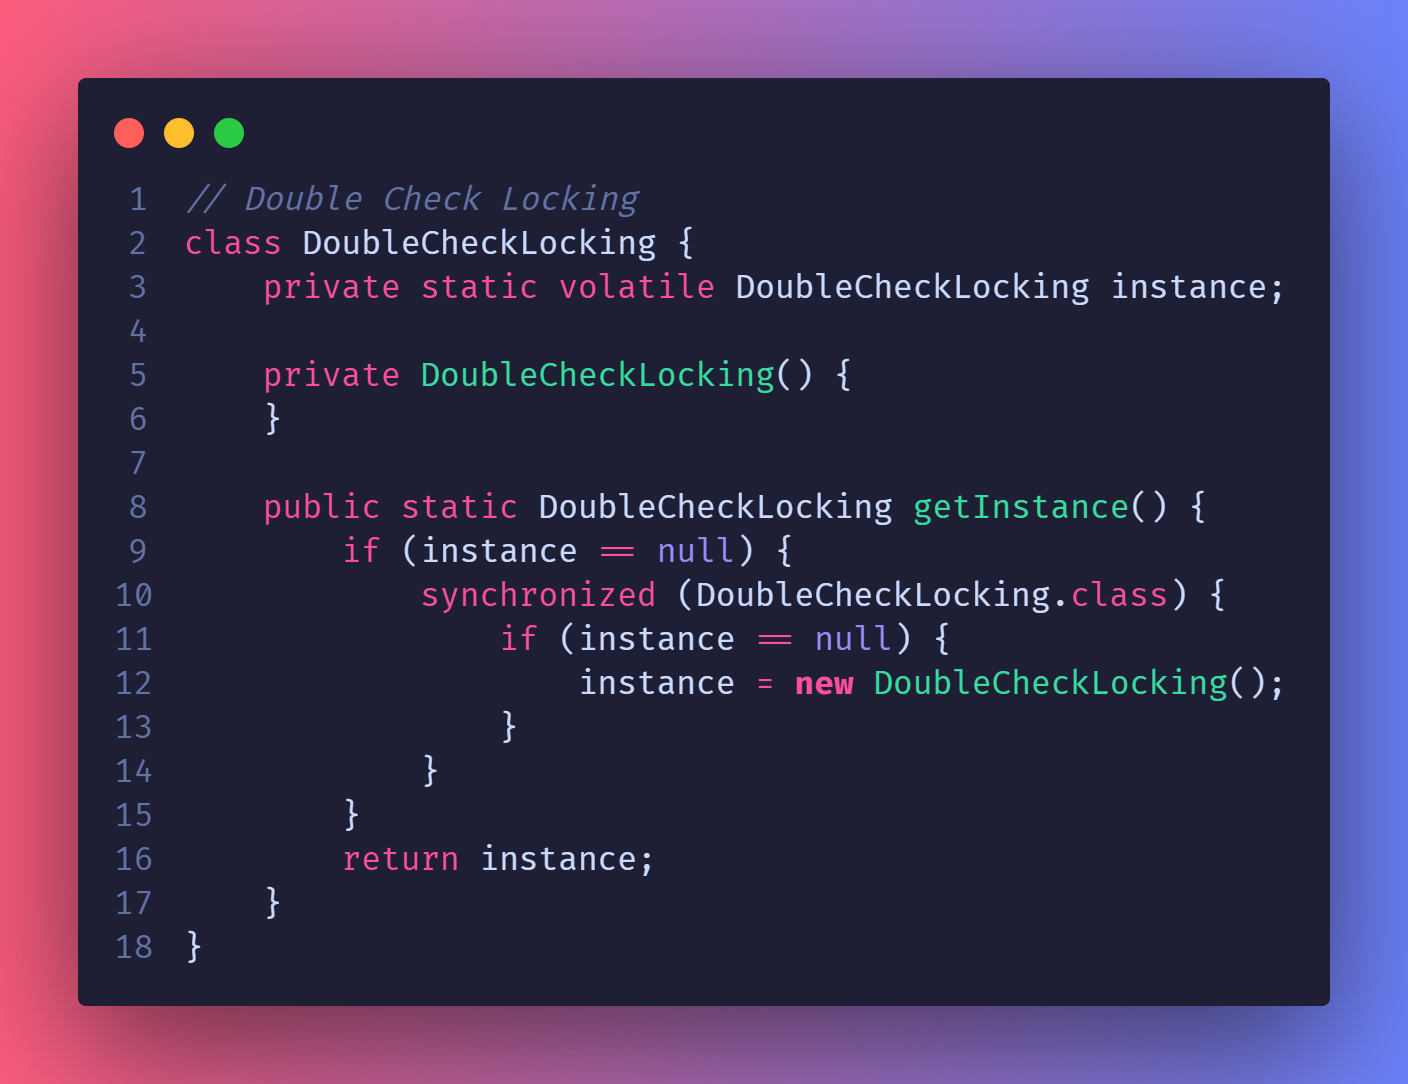 1 // Double Check Locking
2 class DoubleCheckLocking {
3     private static volatile DoubleCheckLocking instance;
4
5     private DoubleCheckLocking() {
6     }
7
8     public static DoubleCheckLocking getInstance() {
9         if (instance == null) {
10             synchronized (DoubleCheckLocking.class) {
11                 if (instance == null) {
12                     instance = new DoubleCheckLocking();
13                 }
14             }
15         }
16         return instance;
17     }
18 }